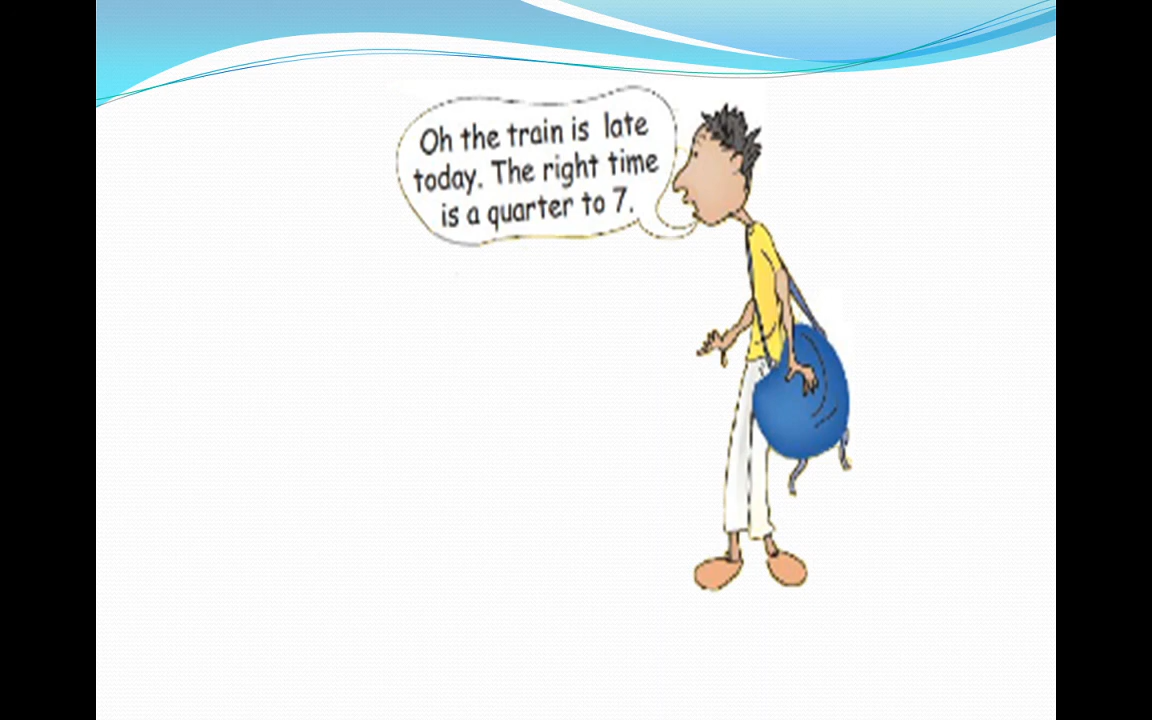 Oh the train is late
today. The right time
is a quarter to 7.